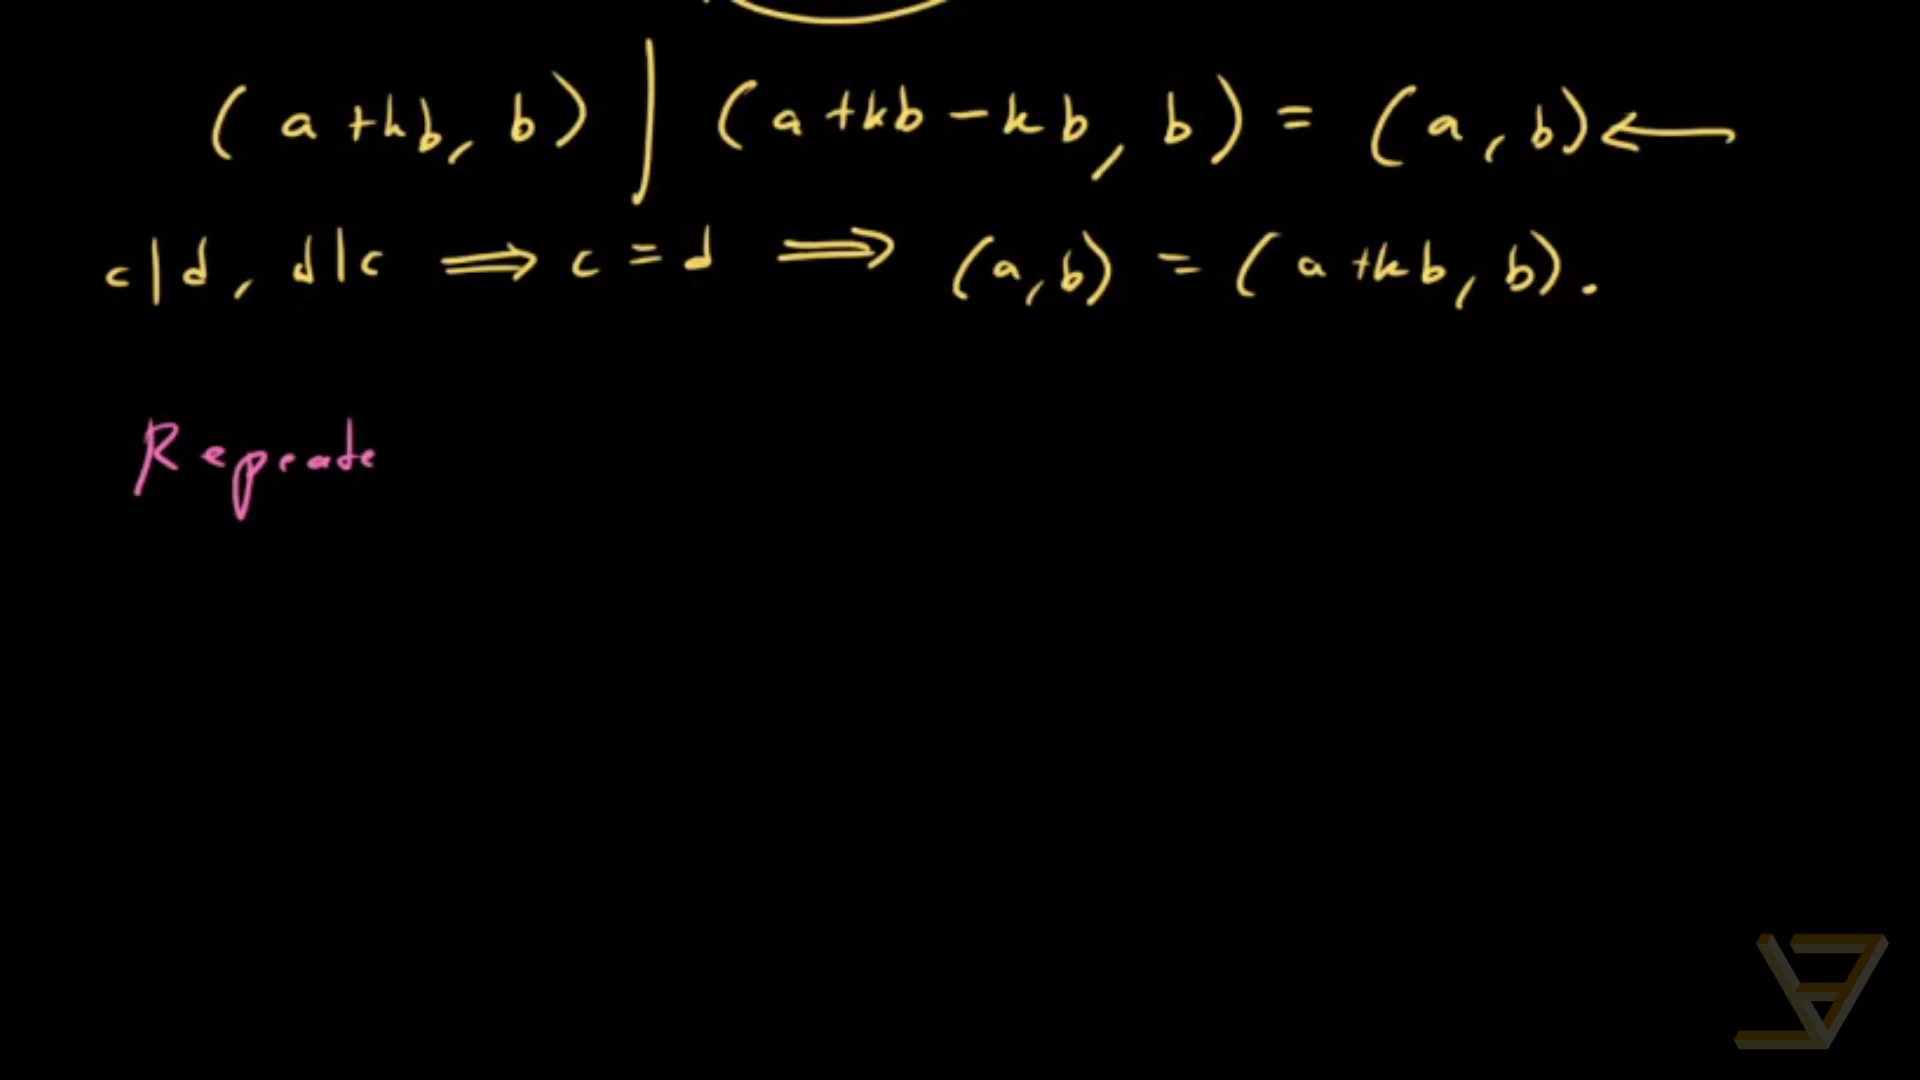 (a+kb, b) | (a+kb-kb, b) = (a, b) ←
c|d, d|c ⟹ c = d ⟹ (a, b) = (a+kb, b).
Repeate